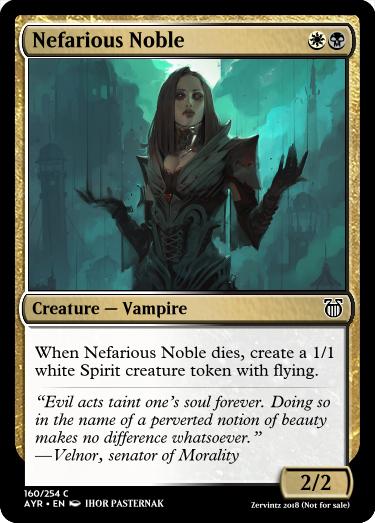 Nefarious Noble
Creature — Vampire
When Nefarious Noble dies, create a 1/1
white Spirit creature token with flying.
“Evil acts taint one’s soul forever. Doing so
in the name of a perverted notion of beauty
makes no difference whatsoever.”
—Velnor, senator of Morality
2/2
160/254 C
AYR • EN IHOR PASTERNAK
Zervintz 2018 (Not for sale)